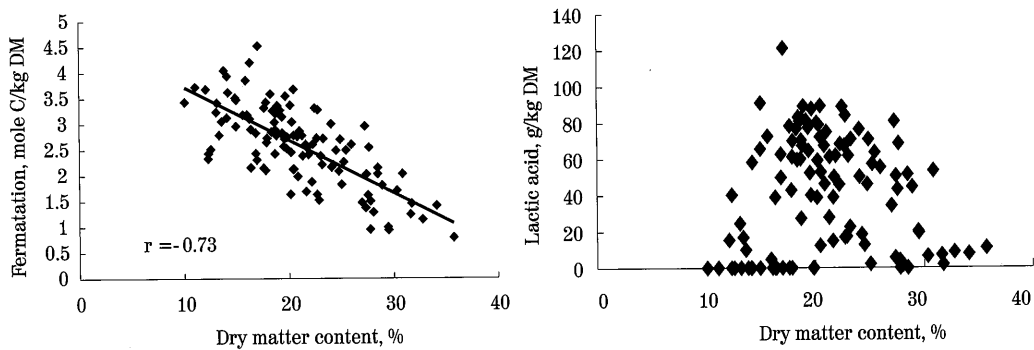 Fermatation, mole C/kg DM
5
4.5
4
3.5
3
2.5
2
1.5
1
0.5
0
r =-0.73
0 10 20 30 40
Dry matter content, %
Lactic acid, g/kg DM
140
120
100
80
60
40
20
0
0 10 20 30 40
Dry matter content, %